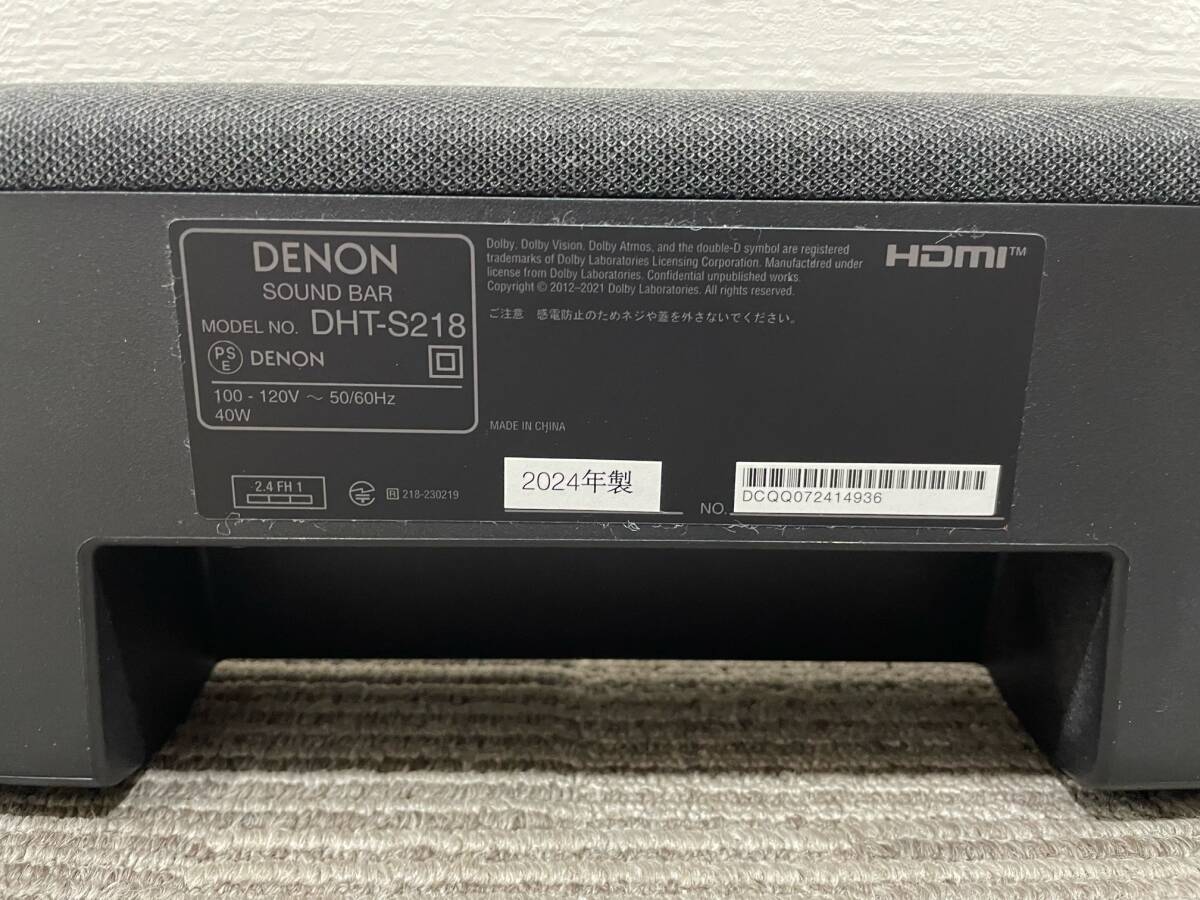 DENON
SOUND BAR
MODEL NO. DHT-S218
PS
E
DENON
100 - 120V ～ 50/60Hz
40W
Dolby, Dolby Vision, Dolby Atmos, and the double-D symbol are registered
trademarks of Dolby Laboratories Licensing Corporation. Manufactured under
license from Dolby Laboratories. Confidential unpublished works.
Copyright © 2012–2021 Dolby Laboratories. All rights reserved.
HDMI™
ご注意 感電防止のためネジや蓋を外さないでください。
MADE IN CHINA
2.4 FH 1
R 218-230219
2024年製
NO. DCQQ072414936